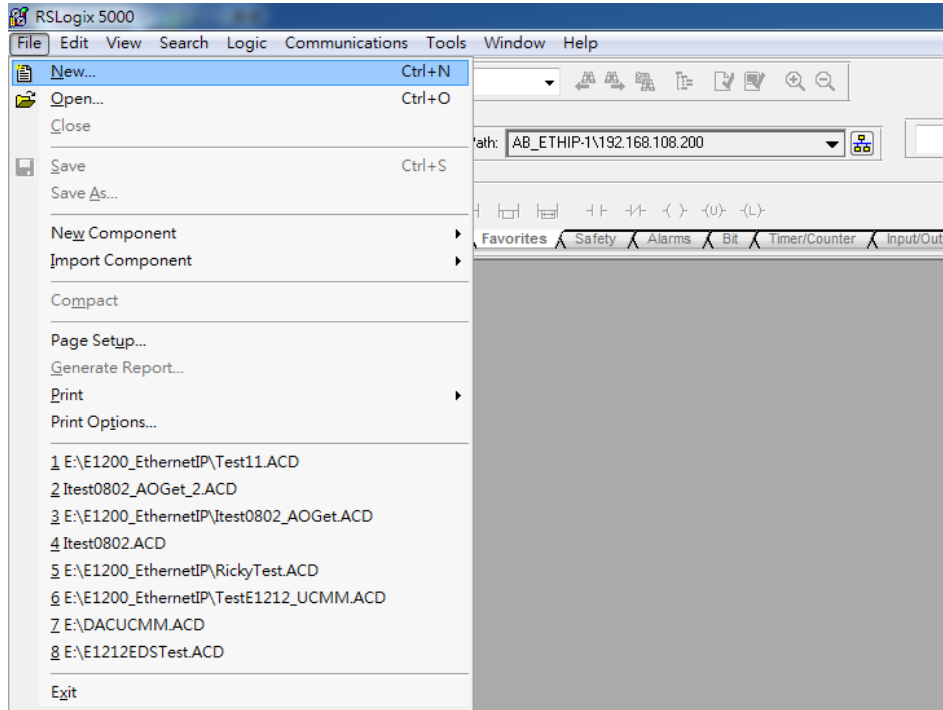 RSLogix 5000
File Edit View Search Logic Communications Tools Window Help
New... Ctrl+N
Open... Ctrl+O
Close
Path: AB_ETHIP-1\192.168.108.200
Save Ctrl+S
Save As...
New Component
Favorites Safety Alarms Bit Timer/Counter Input/Out
Import Component
Compact
Page Setup...
Generate Report...
Print
Print Options...
1 E:\E1200_EthernetIP\Test11.ACD
2 Itest0802_AOGet_2.ACD
3 E:\E1200_EthernetIP\Itest0802_AOGet.ACD
4 Itest0802.ACD
5 E:\E1200_EthernetIP\RickyTest.ACD
6 E:\E1200_EthernetIP\TestE1212_UCMM.ACD
7 E:\DACUCMM.ACD
8 E:\E1212EDSTest.ACD
Exit